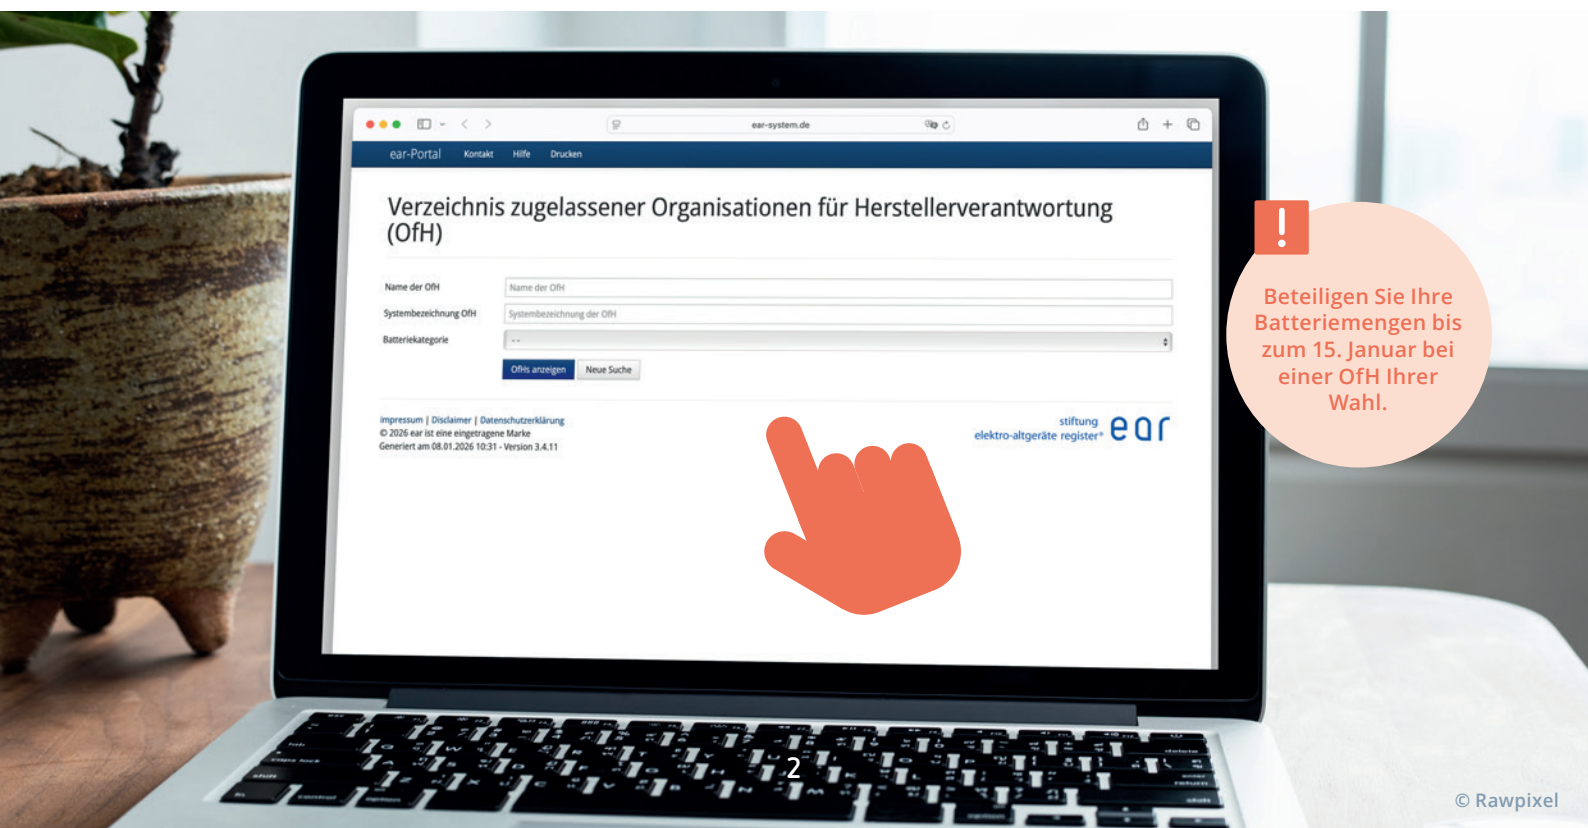 ear-system.de
ear-Portal Kontakt Hilfe Drucken
Verzeichnis zugelassener Organisationen für Herstellerverantwortung
(OfH)
Name der OfH Name der OfH
Systembezeichnung OfH Systembezeichnung der OfH
Batteriekategorie --
OfHs anzeigen Neue Suche
Impressum | Disclaimer | Datenschutzerklärung
© 2026 ear ist eine eingetragene Marke
Generiert am 08.01.2026 10:31 - Version 3.4.11
stiftung
elektro-altgeräte register® ear
!
Beteiligen Sie Ihre
Batteriemengen bis
zum 15. Januar bei
einer OfH Ihrer
Wahl.
2
© Rawpixel